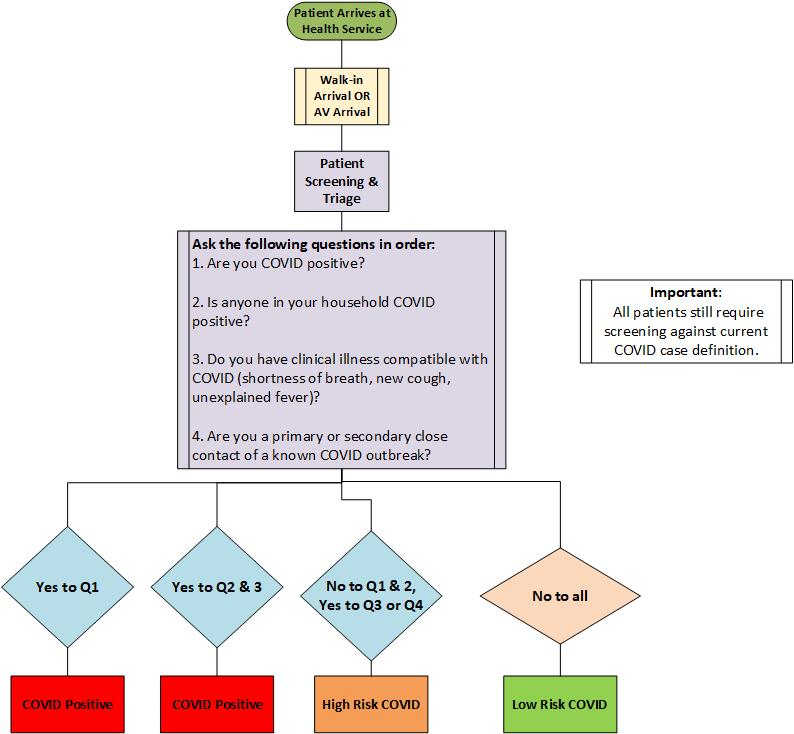 Patient Arrives at
Health Service
Walk-in
Arrival OR
AV Arrival
Patient
Screening &
Triage
Ask the following questions in order:
1. Are you COVID positive?
2. Is anyone in your household COVID
positive?
3. Do you have clinical illness compatible with
COVID (shortness of breath, new cough,
unexplained fever)?
4. Are you a primary or secondary close
contact of a known COVID outbreak?
Important:
All patients still require
screening against current
COVID case definition.
Yes to Q1
Yes to Q2 & 3
No to Q1 & 2,
Yes to Q3 or Q4
No to all
COVID Positive
COVID Positive
High Risk COVID
Low Risk COVID